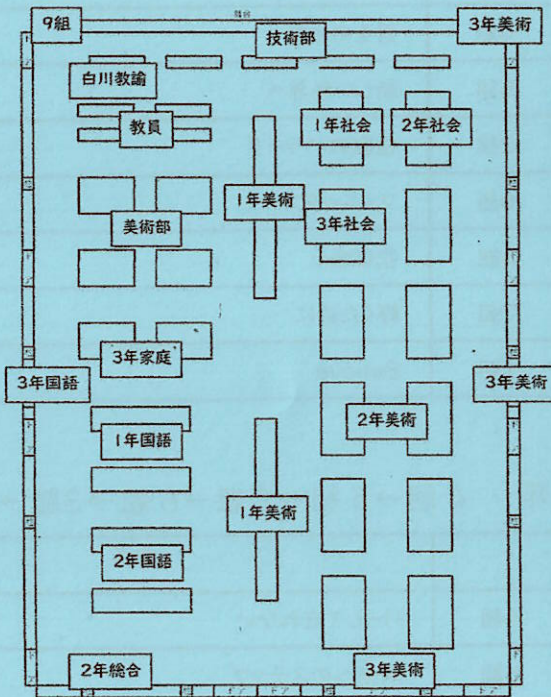 9組
舞台
技術部
3年美術
白川教諭
教員
1年社会
2年社会
1年美術
3年社会
美術部
3年家庭
3年国語
3年美術
2年美術
1年国語
1年美術
2年国語
2年総合
3年美術